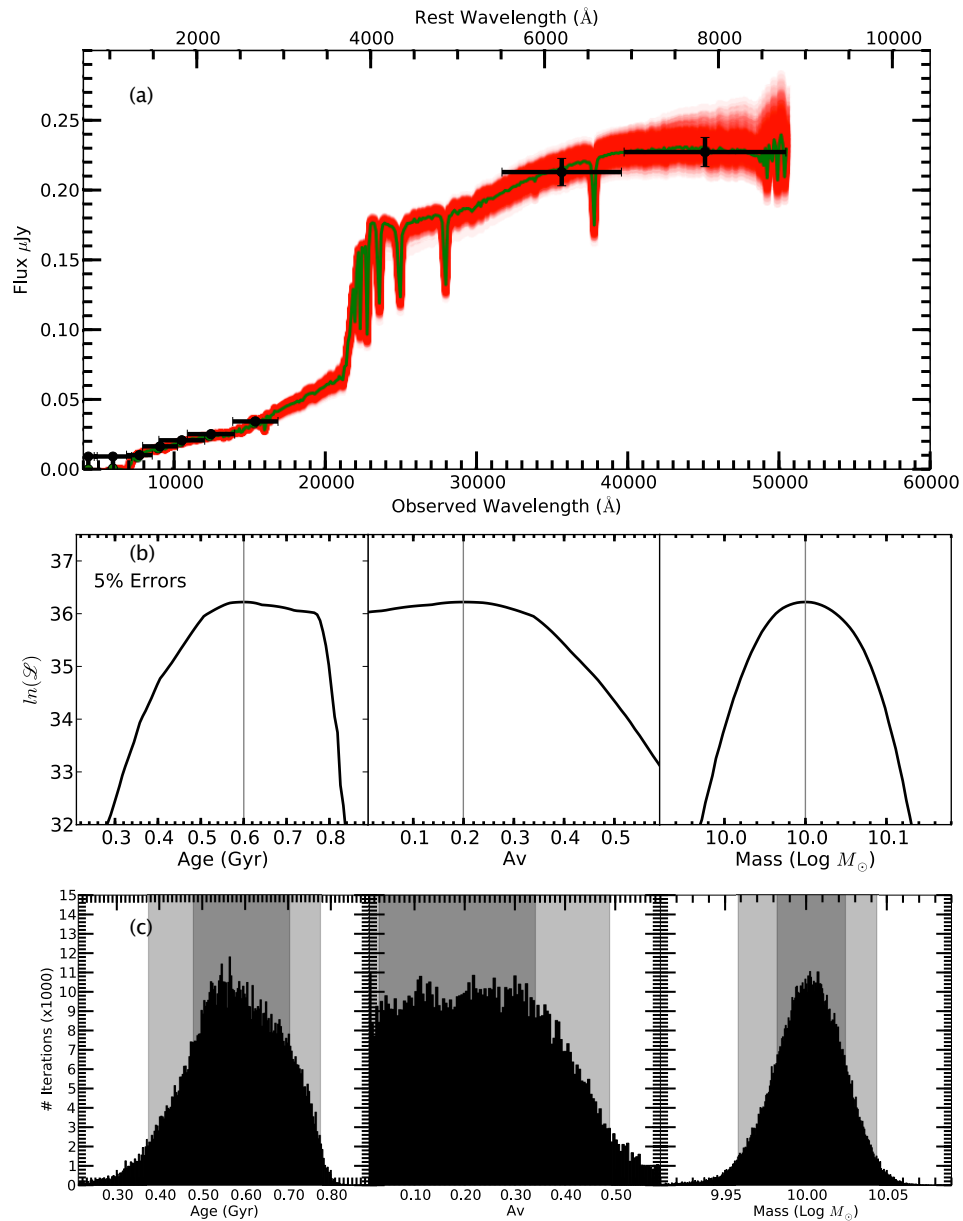 Rest Wavelength (Å)
2000 4000 6000 8000 10000
(a)
0.25
0.20
0.15
0.10
0.05
0.00
Flux μJy
10000 20000 30000 40000 50000 60000
Observed Wavelength (Å)
(b)
5% Errors
37
36
35
34
33
32
ln(ℒ)
0.3 0.4 0.5 0.6 0.7 0.8 0.1 0.2 0.3 0.4 0.5 10.0 10.0 10.1
Age (Gyr) Av Mass (Log M☉)
(c)
15
14
13
12
11
10
9
8
7
6
5
4
3
2
1
0
# Iterations (x1000)
0.30 0.40 0.50 0.60 0.70 0.80 0.10 0.20 0.30 0.40 0.50 9.95 10.00 10.05
Age (Gyr) Av Mass (Log M☉)